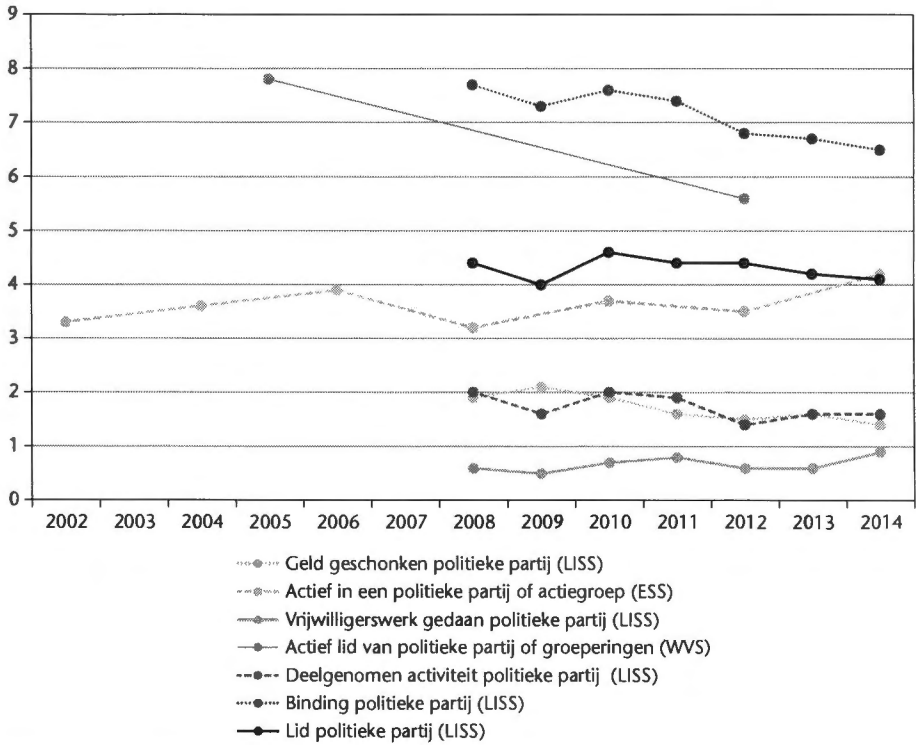 9
8
7
6
5
4
3
2
1
0
2002 2003 2004 2005 2006 2007 2008 2009 2010 2011 2012 2013 2014
Geld geschonken politieke partij (LISS)
Actief in een politieke partij of actiegroep (ESS)
Vrijwilligerswerk gedaan politieke partij (LISS)
Actief lid van politieke partij of groeperingen (WVS)
Deelgenomen activiteit politieke partij (LISS)
Binding politieke partij (LISS)
Lid politieke partij (LISS)